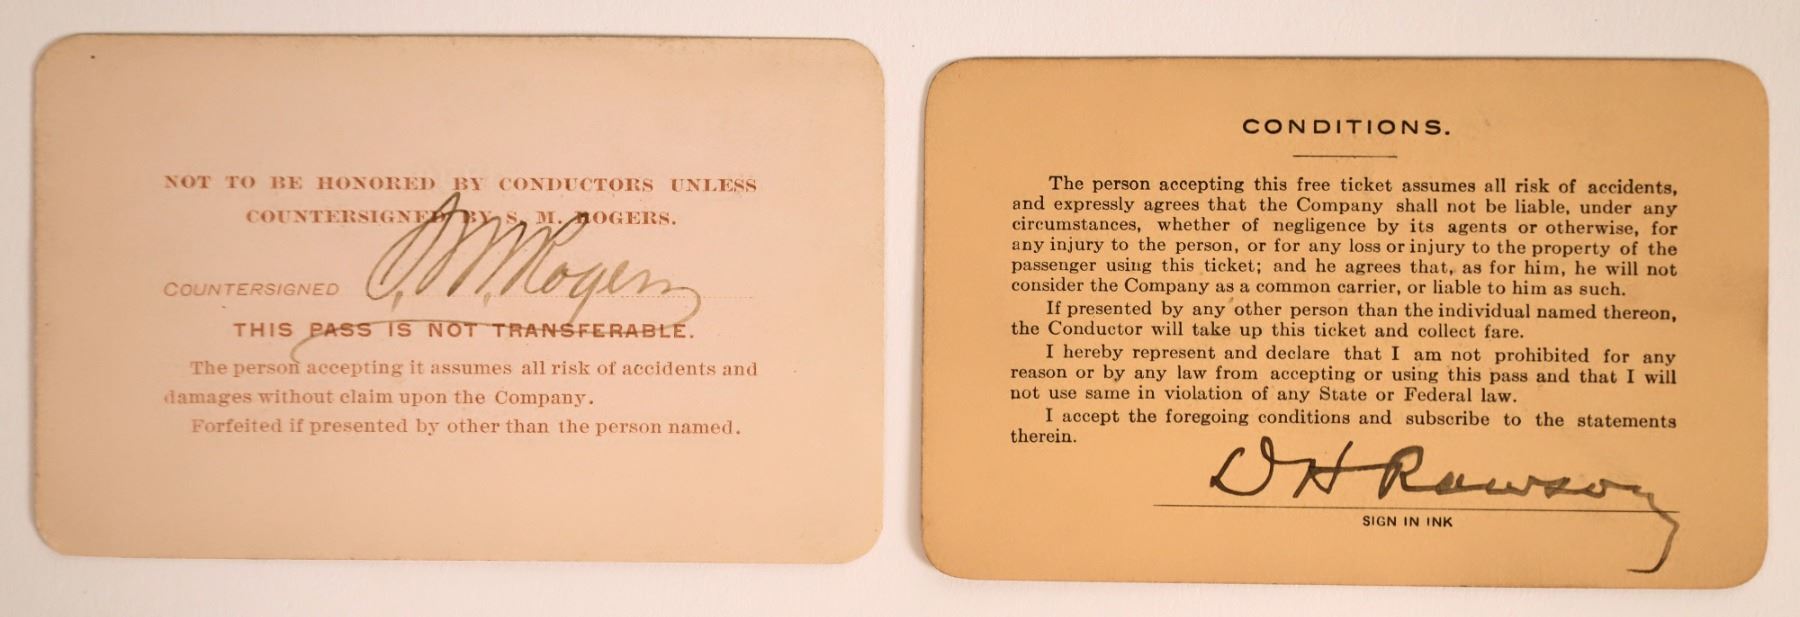 NOT TO BE HONORED BY CONDUCTORS UNLESS
COUNTERSIGNED BY S. M. ROGERS.
COUNTERSIGNED S. M. Rogers
THIS PASS IS NOT TRANSFERABLE.
The person accepting it assumes all risk of accidents and
damages without claim upon the Company.
Forfeited if presented by other than the person named.
CONDITIONS.
The person accepting this free ticket assumes all risk of accidents,
and expressly agrees that the Company shall not be liable, under any
circumstances, whether of negligence by its agents or otherwise, for
any injury to the person, or for any loss or injury to the property of the
passenger using this ticket; and he agrees that, as for him, he will not
consider the Company as a common carrier, or liable to him as such.
If presented by any other person than the individual named thereon,
the Conductor will take up this ticket and collect fare.
I hereby represent and declare that I am not prohibited for any
reason or by any law from accepting or using this pass and that I will
not use same in violation of any State or Federal law.
I accept the foregoing conditions and subscribe to the statements
therein.
D H Rawson
SIGN IN INK